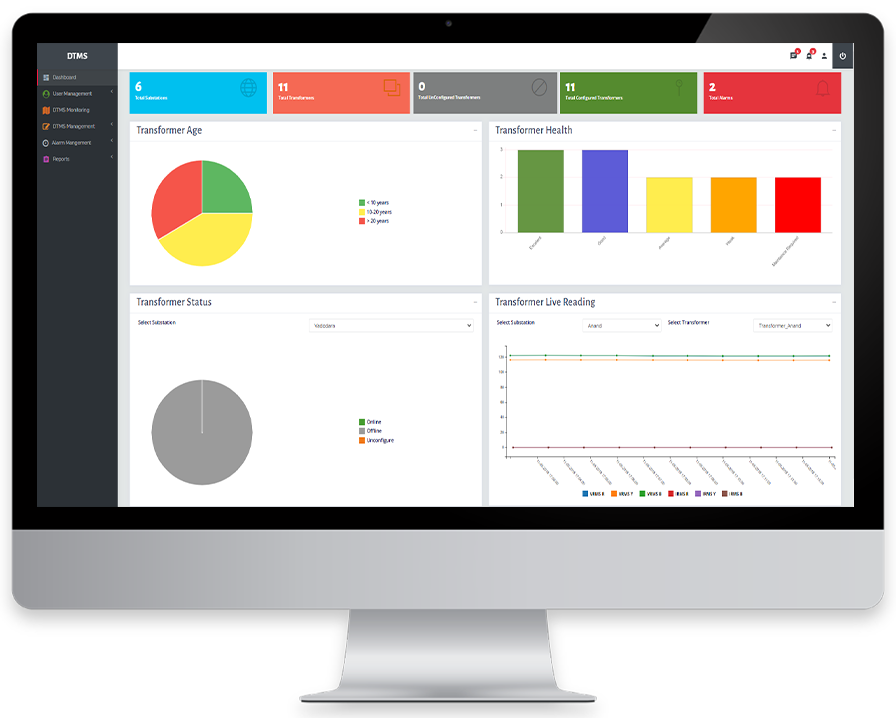 DTMS
Dashboard
User Management
DTMS Monitoring
DTMS Management
Alarm Mangement
Reports
6
Total Substations
11
Total Transformers
0
Total UnConfigured Transformers
11
Total Configured Transformers
2
Total Alarms
Transformer Age
< 10 years
10-20 years
> 20 years
Transformer Health
3
2
1
0
Excellent
Good
Average
Transformer Status
Select Substation
Vadodara
Online
Offline
Unconfigure
Transformer Live Reading
Select Substation
Anand
Select Transformer
Transformer_Anand
120
100
80
60
40
20
0
VRMS R
VRMS Y
VRMS B
IRMS R
IRMS Y
IRMS B